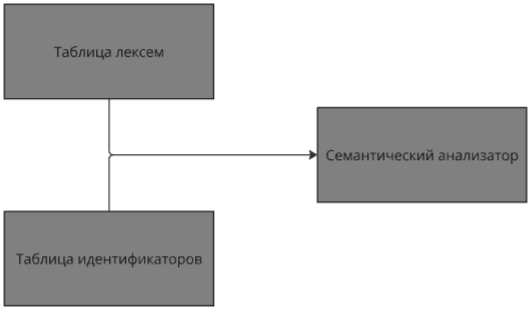 Таблица лексем
Семантический анализатор
Таблица идентификаторов